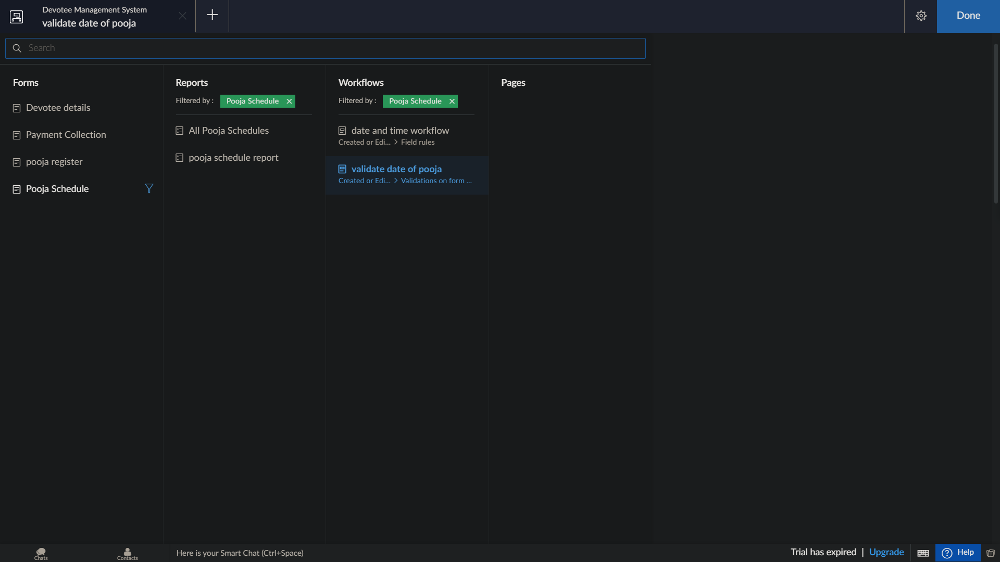 Devotee Management System
validate date of pooja
Done
Search
Forms
Devotee details
Payment Collection
pooja register
Pooja Schedule
Reports
Filtered by : Pooja Schedule
All Pooja Schedules
pooja schedule report
Workflows
Filtered by : Pooja Schedule
date and time workflow
Created or Edi... > Field rules
validate date of pooja
Created or Edi... > Validations on form ...
Pages
Chats
Contacts
Here is your Smart Chat (Ctrl+Space)
Trial has expired | Upgrade
Help